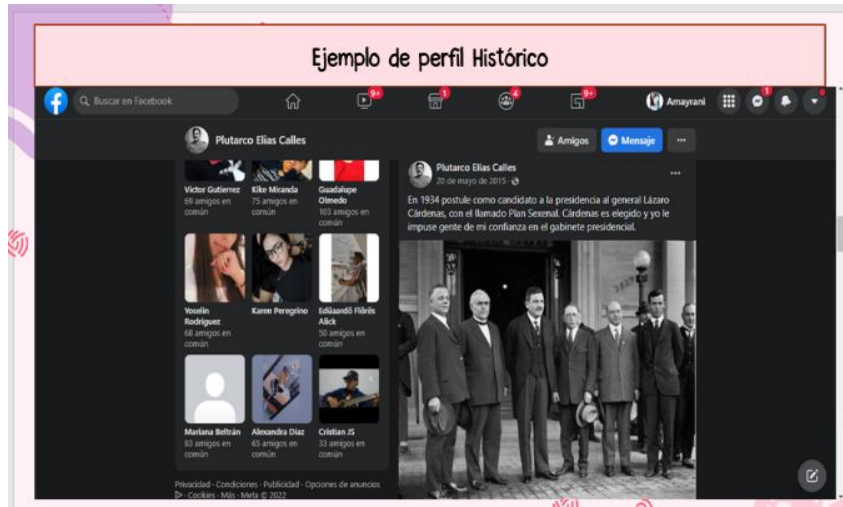 Ejemplo de perfil Histórico
Buscar en Facebook
9+
1
4
9+
Amayrani
1
Plutarco Elias Calles
Amigos
Mensaje
Victor Gutierrez
69 amigos en
común
Kike Miranda
75 amigos en
común
Guadalupe
Olmedo
103 amigos en
común
Yoselin
Rodriguez
68 amigos en
común
Karen Peregrino
Edüaardö Flörës
Alick
50 amigos en
común
Mariana Beltrán
83 amigos en
común
Alexandra Diaz
65 amigos en
común
Cristian JS
33 amigos en
común
Privacidad · Condiciones · Publicidad · Opciones de anuncios
· Cookies · Más · Meta © 2022
Plutarco Elias Calles
20 de mayo de 2015 ·
En 1934 postule como candidato a la presidencia al general Lázaro
Cárdenas, con el llamado Plan Sexenal. Cárdenas es elegido y yo le
impuse gente de mi confianza en el gabinete presidencial.